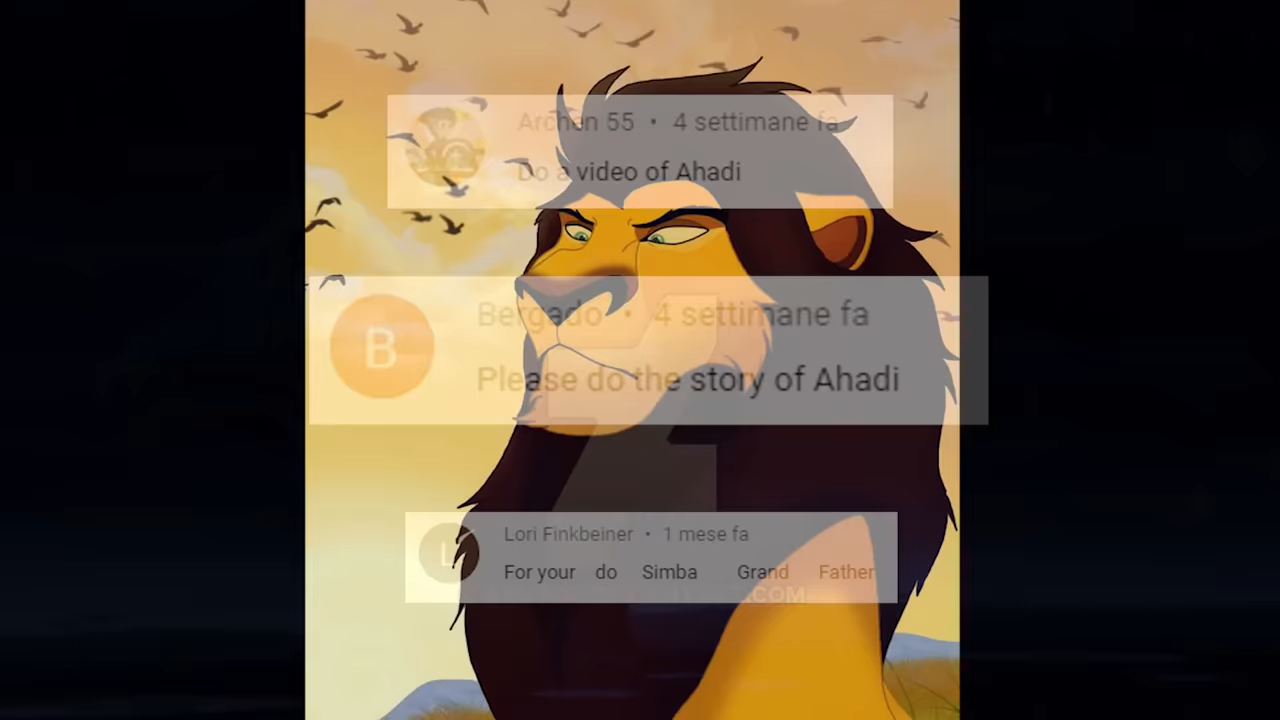 Archen 55 • 4 settimane fa
Do a video of Ahadi
B
Bergado • 4 settimane fa
Please do the story of Ahadi
L
Lori Finkbeiner • 1 mese fa
For your do Simba Grand Father